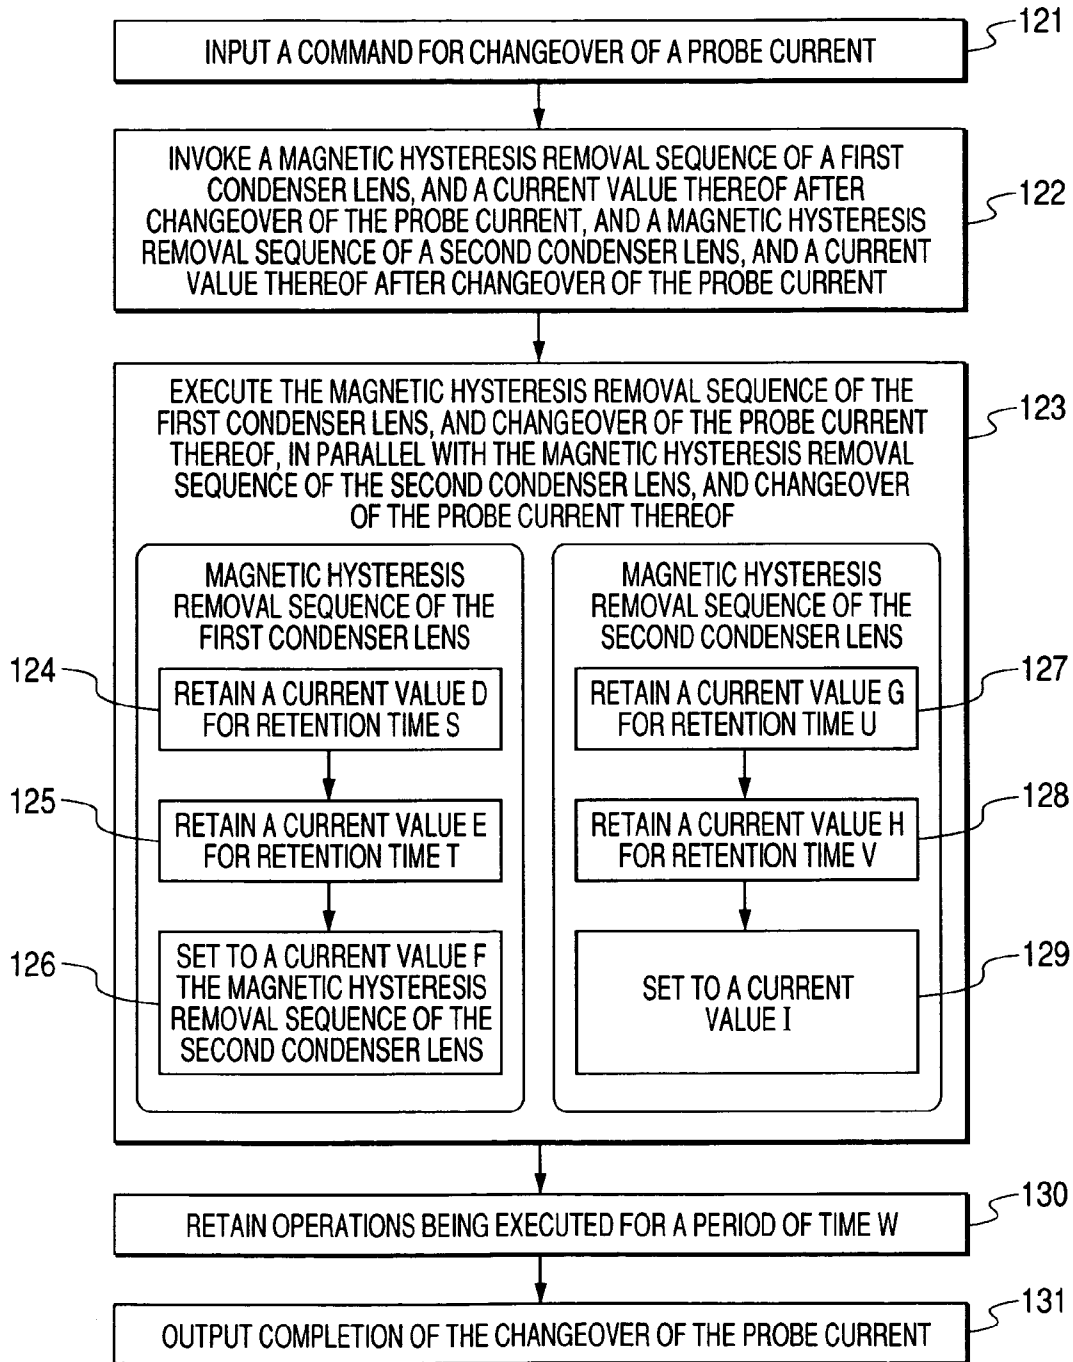 INPUT A COMMAND FOR CHANGEOVER OF A PROBE CURRENT
121
INVOKE A MAGNETIC HYSTERESIS REMOVAL SEQUENCE OF A FIRST
CONDENSER LENS, AND A CURRENT VALUE THEREOF AFTER
CHANGEOVER OF THE PROBE CURRENT, AND A MAGNETIC HYSTERESIS
REMOVAL SEQUENCE OF A SECOND CONDENSER LENS, AND A CURRENT
VALUE THEREOF AFTER CHANGEOVER OF THE PROBE CURRENT
122
EXECUTE THE MAGNETIC HYSTERESIS REMOVAL SEQUENCE OF THE
FIRST CONDENSER LENS, AND CHANGEOVER OF THE PROBE CURRENT
THEREOF, IN PARALLEL WITH THE MAGNETIC HYSTERESIS REMOVAL
SEQUENCE OF THE SECOND CONDENSER LENS, AND CHANGEOVER
OF THE PROBE CURRENT THEREOF
123
MAGNETIC HYSTERESIS
REMOVAL SEQUENCE OF THE
FIRST CONDENSER LENS
124
RETAIN A CURRENT VALUE D
FOR RETENTION TIME S
125
RETAIN A CURRENT VALUE E
FOR RETENTION TIME T
126
SET TO A CURRENT VALUE F
THE MAGNETIC HYSTERESIS
REMOVAL SEQUENCE OF THE
SECOND CONDENSER LENS
MAGNETIC HYSTERESIS
REMOVAL SEQUENCE OF THE
SECOND CONDENSER LENS
RETAIN A CURRENT VALUE G
FOR RETENTION TIME U
127
RETAIN A CURRENT VALUE H
FOR RETENTION TIME V
128
SET TO A CURRENT
VALUE I
129
RETAIN OPERATIONS BEING EXECUTED FOR A PERIOD OF TIME W
130
OUTPUT COMPLETION OF THE CHANGEOVER OF THE PROBE CURRENT
131